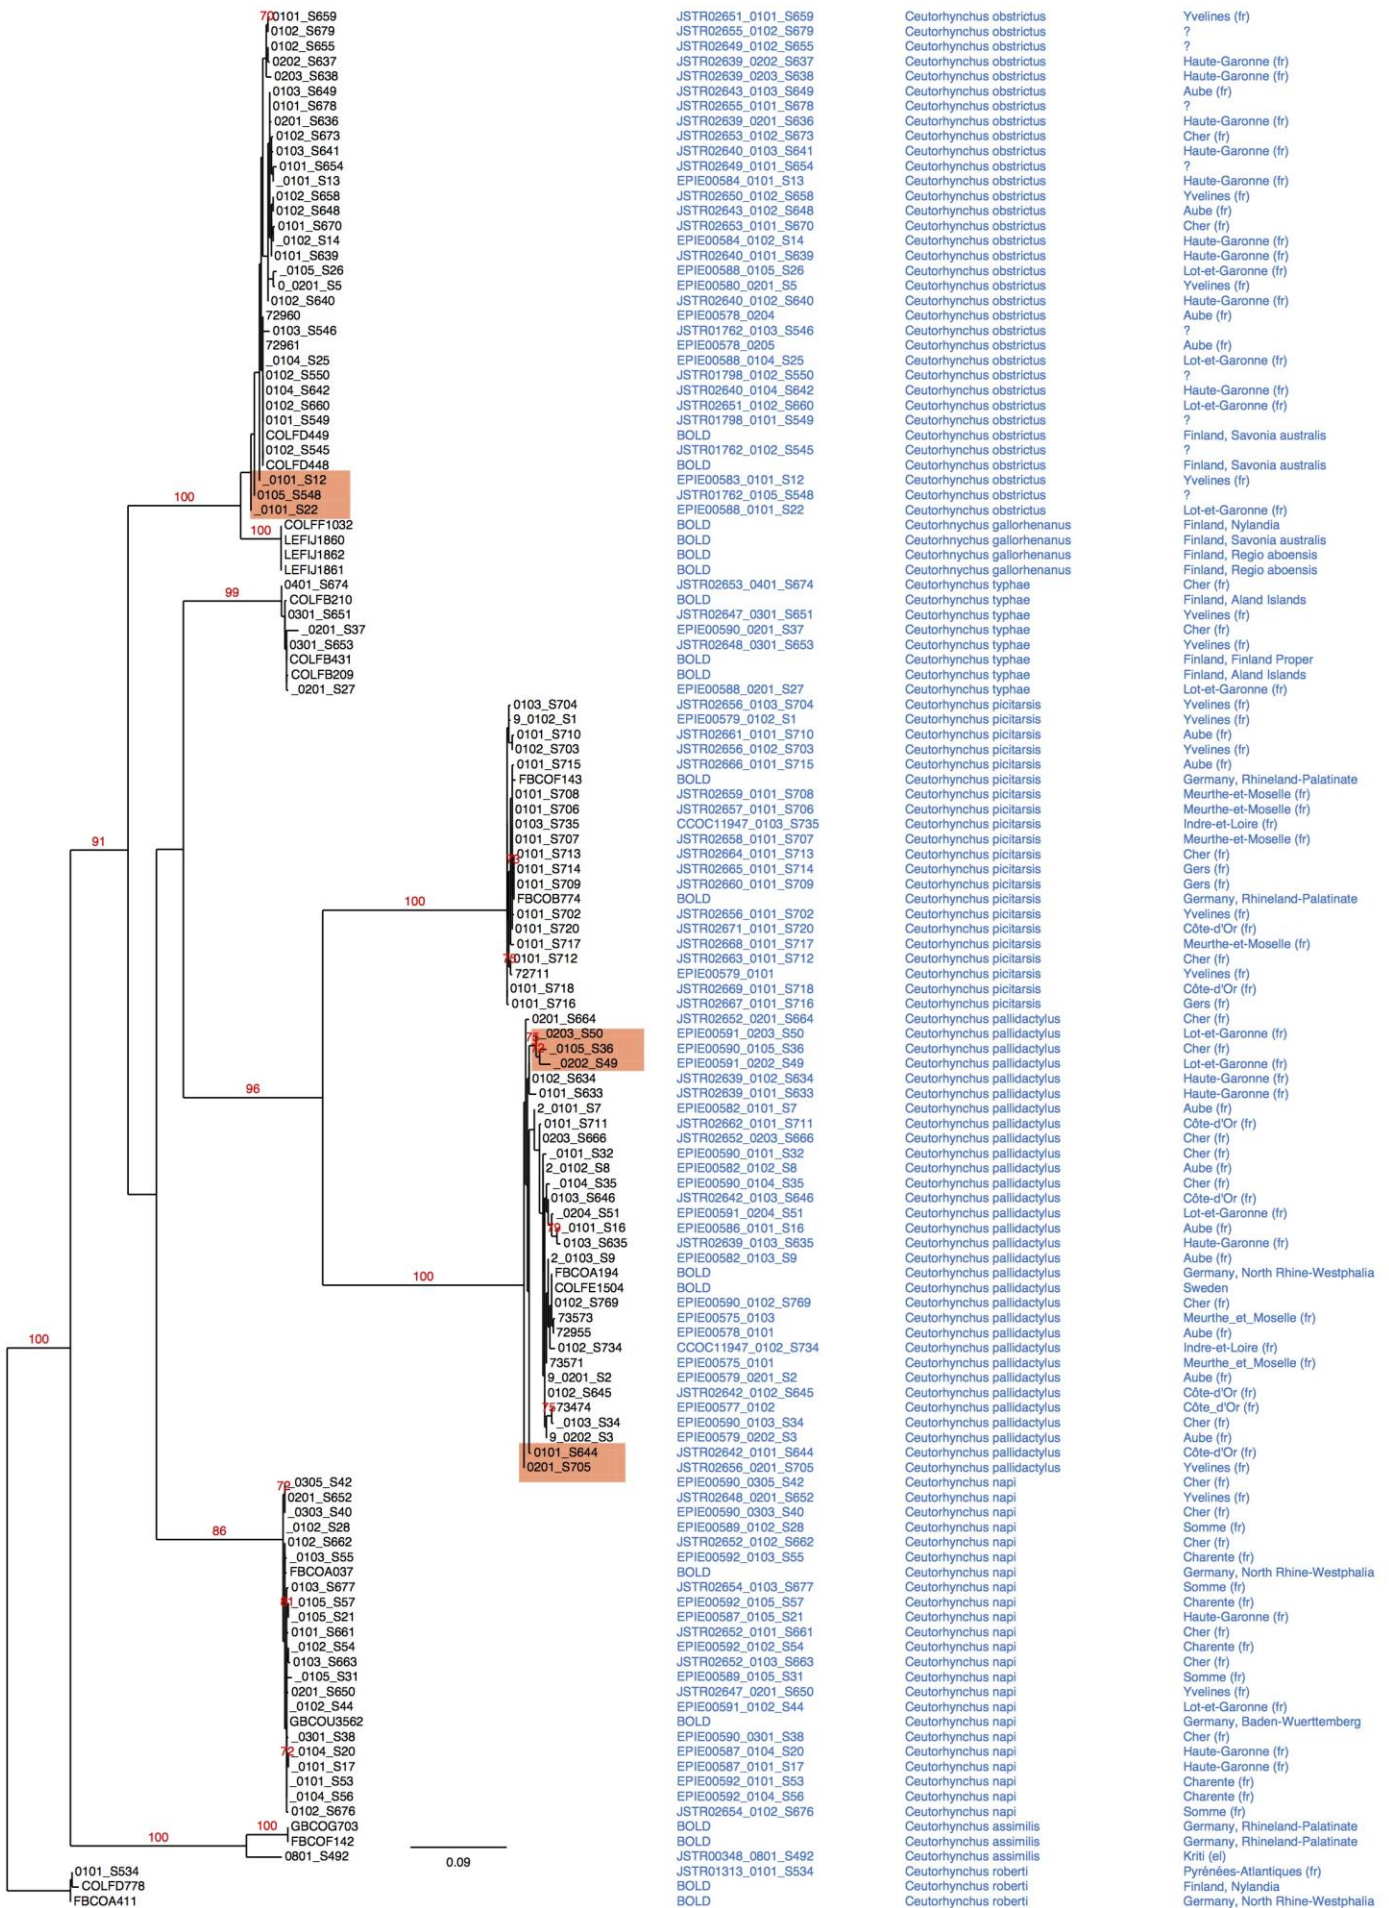 70 0101_S659 JSTR02651_0101_S659 Ceutorhynchus obstrictus Yvelines (fr)
0102_S679 JSTR02655_0102_S679 Ceutorhynchus obstrictus ?
0102_S655 JSTR02649_0102_S655 Ceutorhynchus obstrictus ?
0202_S637 JSTR02639_0202_S637 Ceutorhynchus obstrictus Haute-Garonne (fr)
0203_S638 JSTR02639_0203_S638 Ceutorhynchus obstrictus Haute-Garonne (fr)
0103_S649 JSTR02643_0103_S649 Ceutorhynchus obstrictus Aube (fr)
0101_S678 JSTR02655_0101_S678 Ceutorhynchus obstrictus ?
0201_S636 JSTR02639_0201_S636 Ceutorhynchus obstrictus Haute-Garonne (fr)
0102_S673 JSTR02653_0102_S673 Ceutorhynchus obstrictus Cher (fr)
0103_S641 JSTR02640_0103_S641 Ceutorhynchus obstrictus Haute-Garonne (fr)
0101_S654 JSTR02649_0101_S654 Ceutorhynchus obstrictus ?
_0101_S13 EPIE00584_0101_S13 Ceutorhynchus obstrictus Haute-Garonne (fr)
0102_S658 JSTR02650_0102_S658 Ceutorhynchus obstrictus Yvelines (fr)
0102_S648 JSTR02643_0102_S648 Ceutorhynchus obstrictus Aube (fr)
0101_S670 JSTR02653_0101_S670 Ceutorhynchus obstrictus Cher (fr)
_0102_S14 EPIE00584_0102_S14 Ceutorhynchus obstrictus Haute-Garonne (fr)
0101_S639 JSTR02640_0101_S639 Ceutorhynchus obstrictus Haute-Garonne (fr)
_0105_S26 EPIE00588_0105_S26 Ceutorhynchus obstrictus Lot-et-Garonne (fr)
0_0201_S5 EPIE00580_0201_S5 Ceutorhynchus obstrictus Yvelines (fr)
0102_S640 JSTR02640_0102_S640 Ceutorhynchus obstrictus Haute-Garonne (fr)
72960 EPIE00578_0204 Ceutorhynchus obstrictus Aube (fr)
0103_S546 JSTR01762_0103_S546 Ceutorhynchus obstrictus ?
72961 EPIE00578_0205 Ceutorhynchus obstrictus Aube (fr)
_0104_S25 EPIE00588_0104_S25 Ceutorhynchus obstrictus Lot-et-Garonne (fr)
0102_S550 JSTR01798_0102_S550 Ceutorhynchus obstrictus ?
0104_S642 JSTR02640_0104_S642 Ceutorhynchus obstrictus Haute-Garonne (fr)
0102_S660 JSTR02651_0102_S660 Ceutorhynchus obstrictus Lot-et-Garonne (fr)
0101_S549 JSTR01798_0101_S549 Ceutorhynchus obstrictus ?
COLFD449 BOLD Ceutorhynchus obstrictus Finland, Savonia australis
0102_S545 JSTR01762_0102_S545 Ceutorhynchus obstrictus ?
COLFD448 BOLD Ceutorhynchus obstrictus Finland, Savonia australis
_0101_S12 EPIE00583_0101_S12 Ceutorhynchus obstrictus Yvelines (fr)
100 0105_S548 JSTR01762_0105_S548 Ceutorhynchus obstrictus ?
_0101_S22 EPIE00588_0101_S22 Ceutorhynchus obstrictus Lot-et-Garonne (fr)
100 COLFF1032 BOLD Ceutorhnychus gallorhenanus Finland, Nylandia
LEFIJ1860 BOLD Ceutorhnychus gallorhenanus Finland, Savonia australis
LEFIJ1862 BOLD Ceutorhnychus gallorhenanus Finland, Regio aboensis
LEFIJ1861 BOLD Ceutorhnychus gallorhenanus Finland, Regio aboensis
0401_S674 JSTR02653_0401_S674 Ceutorhynchus typhae Cher (fr)
99 COLFB210 BOLD Ceutorhynchus typhae Finland, Aland Islands
0301_S651 JSTR02647_0301_S651 Ceutorhynchus typhae Yvelines (fr)
_0201_S37 EPIE00590_0201_S37 Ceutorhynchus typhae Cher (fr)
0301_S653 JSTR02648_0301_S653 Ceutorhynchus typhae Yvelines (fr)
COLFB431 BOLD Ceutorhynchus typhae Finland, Finland Proper
COLFB209 BOLD Ceutorhynchus typhae Finland, Aland Islands
_0201_S27 EPIE00588_0201_S27 Ceutorhynchus typhae Lot-et-Garonne (fr)
0103_S704 JSTR02656_0103_S704 Ceutorhynchus picitarsis Yvelines (fr)
9_0102_S1 EPIE00579_0102_S1 Ceutorhynchus picitarsis Yvelines (fr)
0101_S710 JSTR02661_0101_S710 Ceutorhynchus picitarsis Aube (fr)
0102_S703 JSTR02656_0102_S703 Ceutorhynchus picitarsis Yvelines (fr)
0101_S715 JSTR02666_0101_S715 Ceutorhynchus picitarsis Aube (fr)
FBCOF143 BOLD Ceutorhynchus picitarsis Germany, Rhineland-Palatinate
0101_S708 JSTR02659_0101_S708 Ceutorhynchus picitarsis Meurthe-et-Moselle (fr)
0101_S706 JSTR02657_0101_S706 Ceutorhynchus picitarsis Meurthe-et-Moselle (fr)
0103_S735 CCOC11947_0103_S735 Ceutorhynchus picitarsis Indre-et-Loire (fr)
91 0101_S707 JSTR02658_0101_S707 Ceutorhynchus picitarsis Meurthe-et-Moselle (fr)
0101_S713 JSTR02664_0101_S713 Ceutorhynchus picitarsis Cher (fr)
0101_S714 JSTR02665_0101_S714 Ceutorhynchus picitarsis Gers (fr)
0101_S709 JSTR02660_0101_S709 Ceutorhynchus picitarsis Gers (fr)
100 FBCOB774 BOLD Ceutorhynchus picitarsis Germany, Rhineland-Palatinate
0101_S702 JSTR02656_0101_S702 Ceutorhynchus picitarsis Yvelines (fr)
0101_S720 JSTR02671_0101_S720 Ceutorhynchus picitarsis Côte-d'Or (fr)
0101_S717 JSTR02668_0101_S717 Ceutorhynchus picitarsis Meurthe-et-Moselle (fr)
0101_S712 JSTR02663_0101_S712 Ceutorhynchus picitarsis Cher (fr)
72711 EPIE00579_0101 Ceutorhynchus picitarsis Yvelines (fr)
0101_S718 JSTR02669_0101_S718 Ceutorhynchus picitarsis Côte-d'Or (fr)
0101_S716 JSTR02667_0101_S716 Ceutorhynchus picitarsis Gers (fr)
0201_S664 JSTR02652_0201_S664 Ceutorhynchus pallidactylus Cher (fr)
_0203_S50 EPIE00591_0203_S50 Ceutorhynchus pallidactylus Lot-et-Garonne (fr)
_0105_S36 EPIE00590_0105_S36 Ceutorhynchus pallidactylus Cher (fr)
_0202_S49 EPIE00591_0202_S49 Ceutorhynchus pallidactylus Lot-et-Garonne (fr)
0102_S634 JSTR02639_0102_S634 Ceutorhynchus pallidactylus Haute-Garonne (fr)
96 0101_S633 JSTR02639_0101_S633 Ceutorhynchus pallidactylus Haute-Garonne (fr)
2_0101_S7 EPIE00582_0101_S7 Ceutorhynchus pallidactylus Aube (fr)
0101_S711 JSTR02662_0101_S711 Ceutorhynchus pallidactylus Côte-d'Or (fr)
0203_S666 JSTR02652_0203_S666 Ceutorhynchus pallidactylus Cher (fr)
_0101_S32 EPIE00590_0101_S32 Ceutorhynchus pallidactylus Cher (fr)
2_0102_S8 EPIE00582_0102_S8 Ceutorhynchus pallidactylus Aube (fr)
_0104_S35 EPIE00590_0104_S35 Ceutorhynchus pallidactylus Cher (fr)
0103_S646 JSTR02642_0103_S646 Ceutorhynchus pallidactylus Côte-d'Or (fr)
_0204_S51 EPIE00591_0204_S51 Ceutorhynchus pallidactylus Lot-et-Garonne (fr)
79 _0101_S16 EPIE00586_0101_S16 Ceutorhynchus pallidactylus Aube (fr)
0103_S635 JSTR02639_0103_S635 Ceutorhynchus pallidactylus Haute-Garonne (fr)
2_0103_S9 EPIE00582_0103_S9 Ceutorhynchus pallidactylus Aube (fr)
100 FBCOA194 BOLD Ceutorhynchus pallidactylus Germany, North Rhine-Westphalia
COLFE1504 BOLD Ceutorhynchus pallidactylus Sweden
0102_S769 EPIE00590_0102_S769 Ceutorhynchus pallidactylus Cher (fr)
73573 EPIE00575_0103 Ceutorhynchus pallidactylus Meurthe_et_Moselle (fr)
100 72955 EPIE00578_0101 Ceutorhynchus pallidactylus Aube (fr)
0102_S734 CCOC11947_0102_S734 Ceutorhynchus pallidactylus Indre-et-Loire (fr)
73571 EPIE00575_0101 Ceutorhynchus pallidactylus Meurthe_et_Moselle (fr)
9_0201_S2 EPIE00579_0201_S2 Ceutorhynchus pallidactylus Aube (fr)
0102_S645 JSTR02642_0102_S645 Ceutorhynchus pallidactylus Côte-d'Or (fr)
75 73474 EPIE00577_0102 Ceutorhynchus pallidactylus Côte_d'Or (fr)
_0103_S34 EPIE00590_0103_S34 Ceutorhynchus pallidactylus Cher (fr)
9_0202_S3 EPIE00579_0202_S3 Ceutorhynchus pallidactylus Aube (fr)
0101_S644 JSTR02642_0101_S644 Ceutorhynchus pallidactylus Côte-d'Or (fr)
0201_S705 JSTR02656_0201_S705 Ceutorhynchus pallidactylus Yvelines (fr)
72 _0305_S42 EPIE00590_0305_S42 Ceutorhynchus napi Cher (fr)
0201_S652 JSTR02648_0201_S652 Ceutorhynchus napi Yvelines (fr)
_0303_S40 EPIE00590_0303_S40 Ceutorhynchus napi Cher (fr)
86 _0102_S28 EPIE00589_0102_S28 Ceutorhynchus napi Somme (fr)
0102_S662 JSTR02652_0102_S662 Ceutorhynchus napi Cher (fr)
_0103_S55 EPIE00592_0103_S55 Ceutorhynchus napi Charente (fr)
FBCOA037 BOLD Ceutorhynchus napi Germany, North Rhine-Westphalia
0103_S677 JSTR02654_0103_S677 Ceutorhynchus napi Somme (fr)
81 _0105_S57 EPIE00592_0105_S57 Ceutorhynchus napi Charente (fr)
_0105_S21 EPIE00587_0105_S21 Ceutorhynchus napi Haute-Garonne (fr)
0101_S661 JSTR02652_0101_S661 Ceutorhynchus napi Cher (fr)
_0102_S54 EPIE00592_0102_S54 Ceutorhynchus napi Charente (fr)
0103_S663 JSTR02652_0103_S663 Ceutorhynchus napi Cher (fr)
_0105_S31 EPIE00589_0105_S31 Ceutorhynchus napi Somme (fr)
0201_S650 JSTR02647_0201_S650 Ceutorhynchus napi Yvelines (fr)
_0102_S44 EPIE00591_0102_S44 Ceutorhynchus napi Lot-et-Garonne (fr)
GBCOU3562 BOLD Ceutorhynchus napi Germany, Baden-Wuerttemberg
_0301_S38 EPIE00590_0301_S38 Ceutorhynchus napi Cher (fr)
72 _0104_S20 EPIE00587_0104_S20 Ceutorhynchus napi Haute-Garonne (fr)
_0101_S17 EPIE00587_0101_S17 Ceutorhynchus napi Haute-Garonne (fr)
_0101_S53 EPIE00592_0101_S53 Ceutorhynchus napi Charente (fr)
_0104_S56 EPIE00592_0104_S56 Ceutorhynchus napi Charente (fr)
0102_S676 JSTR02654_0102_S676 Ceutorhynchus napi Somme (fr)
100 GBCOG703 BOLD Ceutorhynchus assimilis Germany, Rhineland-Palatinate
100 FBCOF142 BOLD Ceutorhynchus assimilis Germany, Rhineland-Palatinate
0801_S492 JSTR00348_0801_S492 Ceutorhynchus assimilis Kriti (el)
0.09
0101_S534 JSTR01313_0101_S534 Ceutorhynchus roberti Pyrénées-Atlantiques (fr)
COLFD778 BOLD Ceutorhynchus roberti Finland, Nylandia
FBCOA411 BOLD Ceutorhynchus roberti Germany, North Rhine-Westphalia